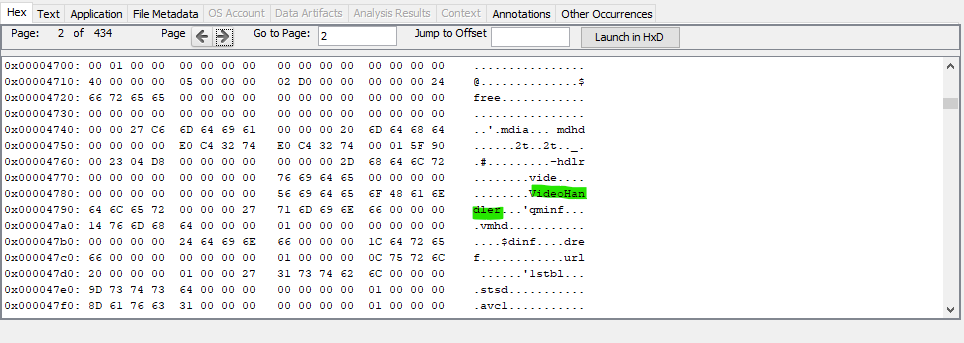 Hex Text Application File Metadata OS Account Data Artifacts Analysis Results Context Annotations Other Occurrences
Page: 2 of 434 Page Go to Page: 2 Jump to Offset Launch in HxD
0x00004700: 00 01 00 00 00 00 00 00 00 00 00 00 00 00 00 00 ................
0x00004710: 40 00 00 00 05 00 00 00 02 D0 00 00 00 00 00 24 @..............$
0x00004720: 66 72 65 65 00 00 00 00 00 00 00 00 00 00 00 00 free............
0x00004730: 00 00 00 00 00 00 00 00 00 00 00 00 00 00 00 00 ................
0x00004740: 00 00 27 C6 6D 64 69 61 00 00 00 20 6D 64 68 64 ..'.mdia... mdhd
0x00004750: 00 00 00 00 E0 C4 32 74 E0 C4 32 74 00 01 5F 90 ......2t..2t.._.
0x00004760: 00 23 04 D8 00 00 00 00 00 00 00 2D 68 64 6C 72 .#.........-hdlr
0x00004770: 00 00 00 00 00 00 00 00 76 69 64 65 00 00 00 00 ........vide....
0x00004780: 00 00 00 00 00 00 00 00 56 69 64 65 6F 48 61 6E ........VideoHan
0x00004790: 64 6C 65 72 00 00 00 00 27 71 6D 69 6E 66 00 00 00 dler....'qminf...
0x000047a0: 14 76 6D 68 64 00 00 00 01 00 00 00 00 00 00 00 .vmhd...........
0x000047b0: 00 00 00 00 24 64 69 6E 66 00 00 00 1C 64 72 65 ....$dinf....dre
0x000047c0: 66 00 00 00 00 00 00 00 01 00 00 00 0C 75 72 6C f............url
0x000047d0: 20 00 00 00 01 00 00 27 31 73 74 62 6C 00 00 00 ......'1stbl...
0x000047e0: 9D 73 74 73 64 00 00 00 00 00 00 00 01 00 00 00 .stsd...........
0x000047f0: 8D 61 76 63 31 00 00 00 00 00 00 00 01 00 00 00 .avc1...........